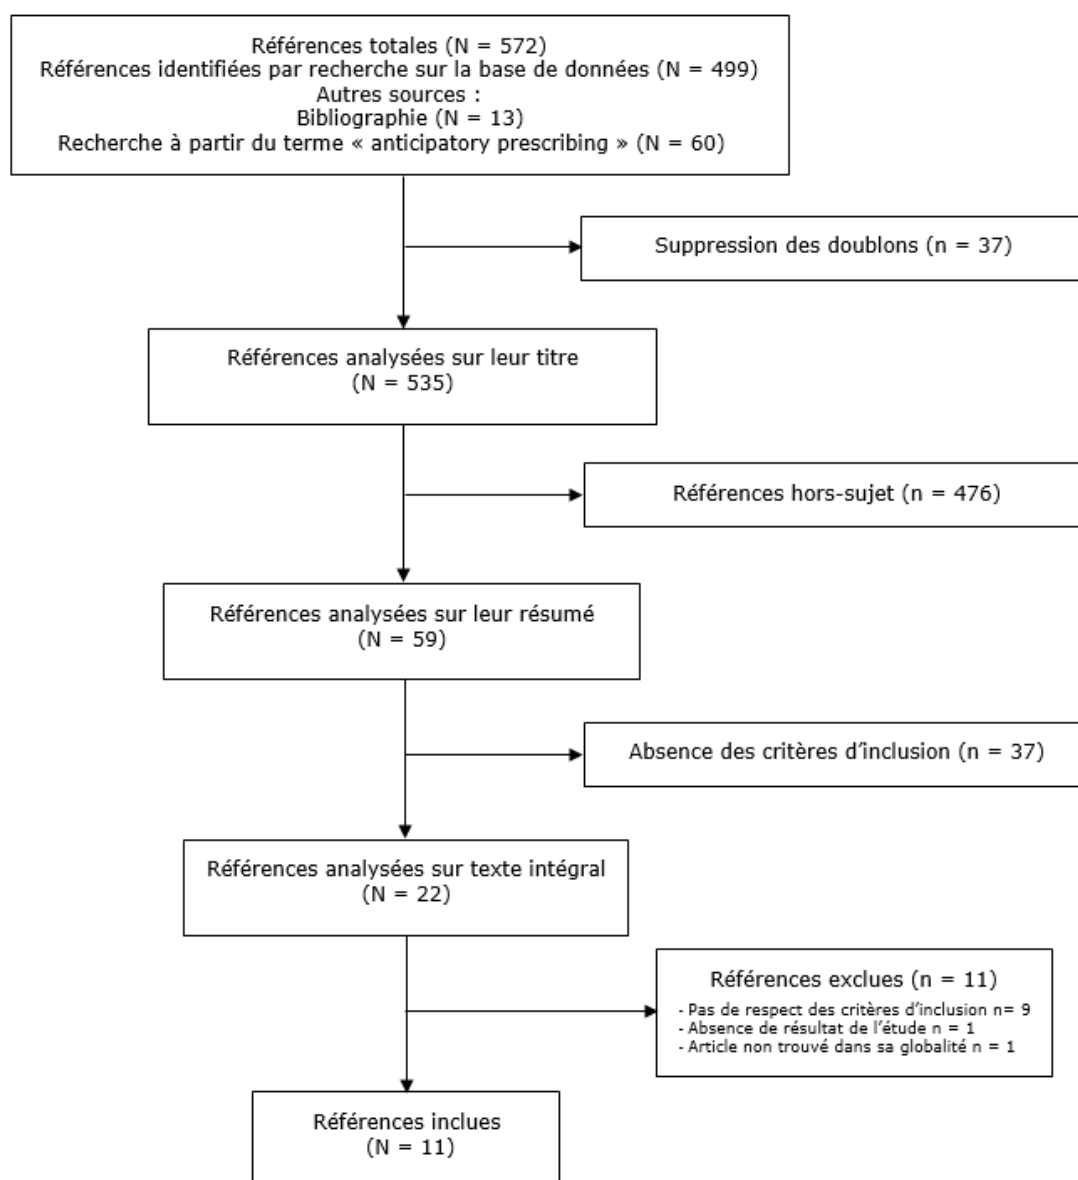 Références totales (N = 572)
Références identifiées par recherche sur la base de données (N = 499)
Autres sources :
Bibliographie (N = 13)
Recherche à partir du terme « anticipatory prescribing » (N = 60)
Suppression des doublons (n = 37)
Références analysées sur leur titre
(N = 535)
Références hors-sujet (n = 476)
Références analysées sur leur résumé
(N = 59)
Absence des critères d’inclusion (n = 37)
Références analysées sur texte intégral
(N = 22)
Références exclues (n = 11)
- Pas de respect des critères d’inclusion n= 9
- Absence de résultat de l’étude n = 1
- Article non trouvé dans sa globalité n = 1
Références inclues
(N = 11)